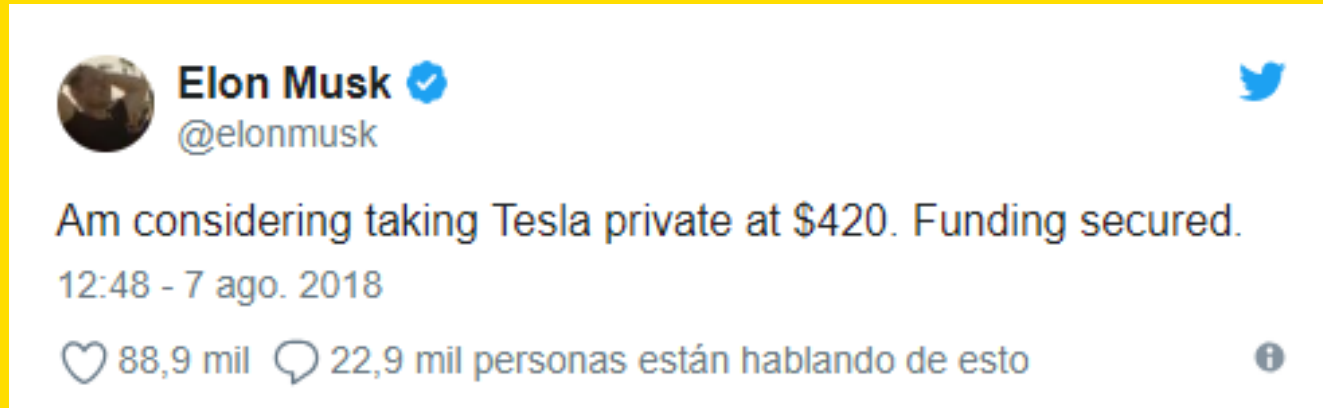 Elon Musk
@elonmusk
Am considering taking Tesla private at $420. Funding secured.
12:48 - 7 ago. 2018
88,9 mil 22,9 mil personas están hablando de esto